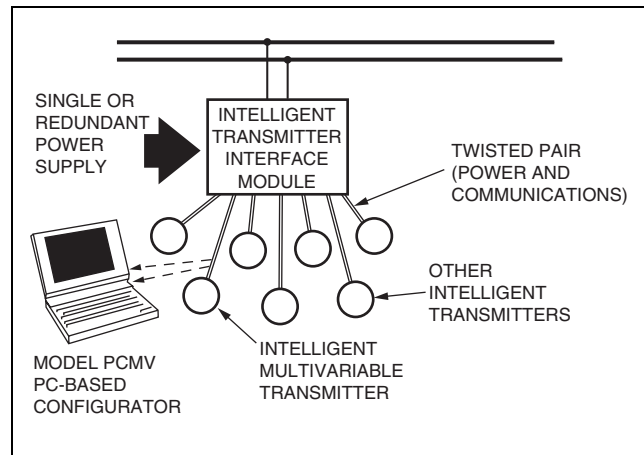 SINGLE OR
REDUNDANT
POWER
SUPPLY
INTELLIGENT
TRANSMITTER
INTERFACE
MODULE
TWISTED PAIR
(POWER AND
COMMUNICATIONS)
OTHER
INTELLIGENT
TRANSMITTERS
INTELLIGENT
MULTIVARIABLE
TRANSMITTER
MODEL PCMV
PC-BASED
CONFIGURATOR